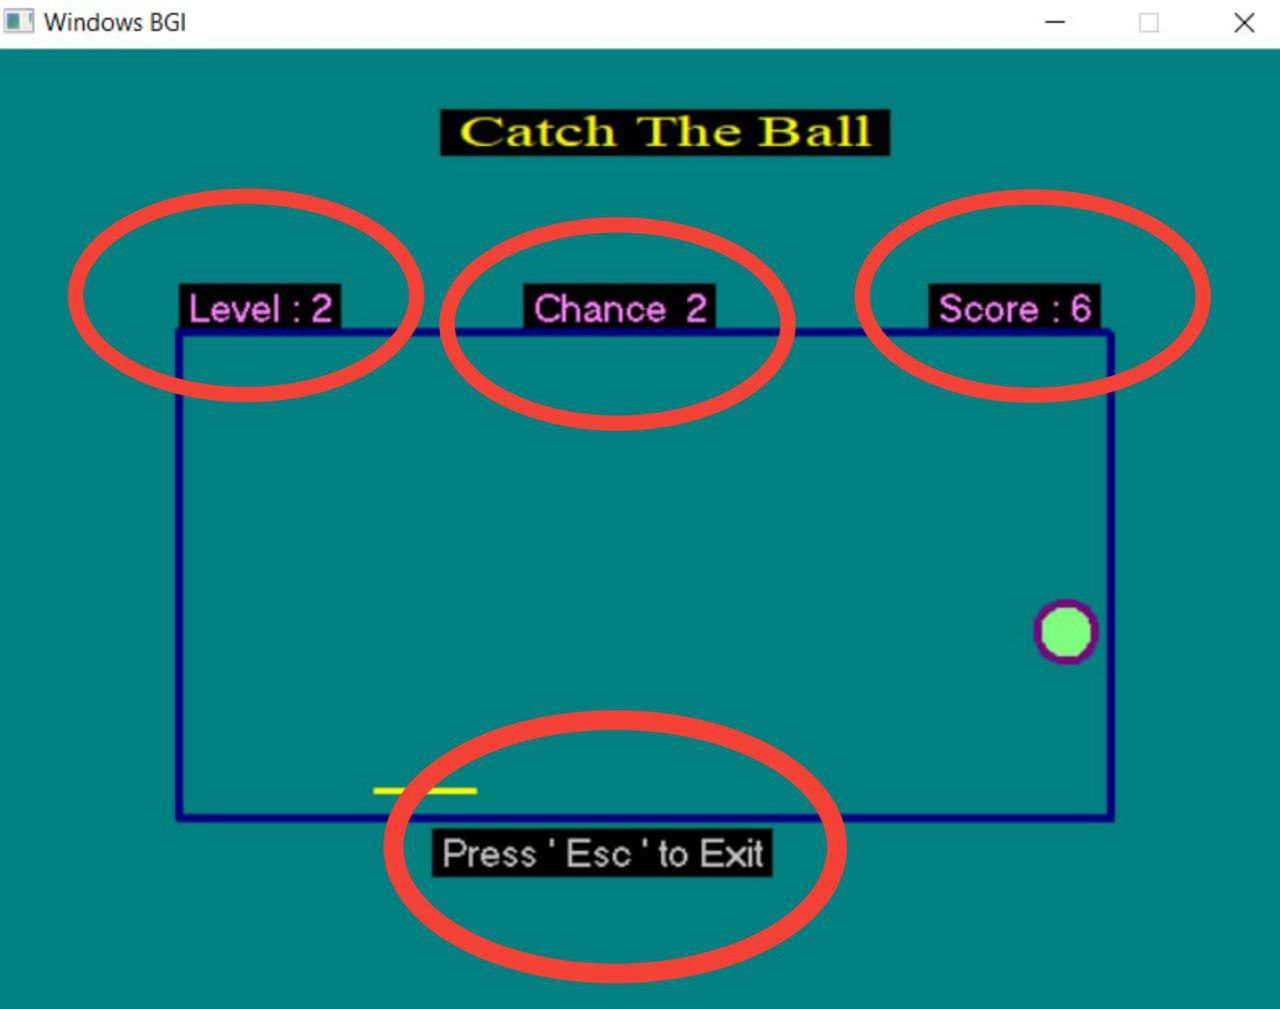 Windows BGI
Catch The Ball
Level : 2
Chance 2
Score : 6
Press ' Esc ' to Exit